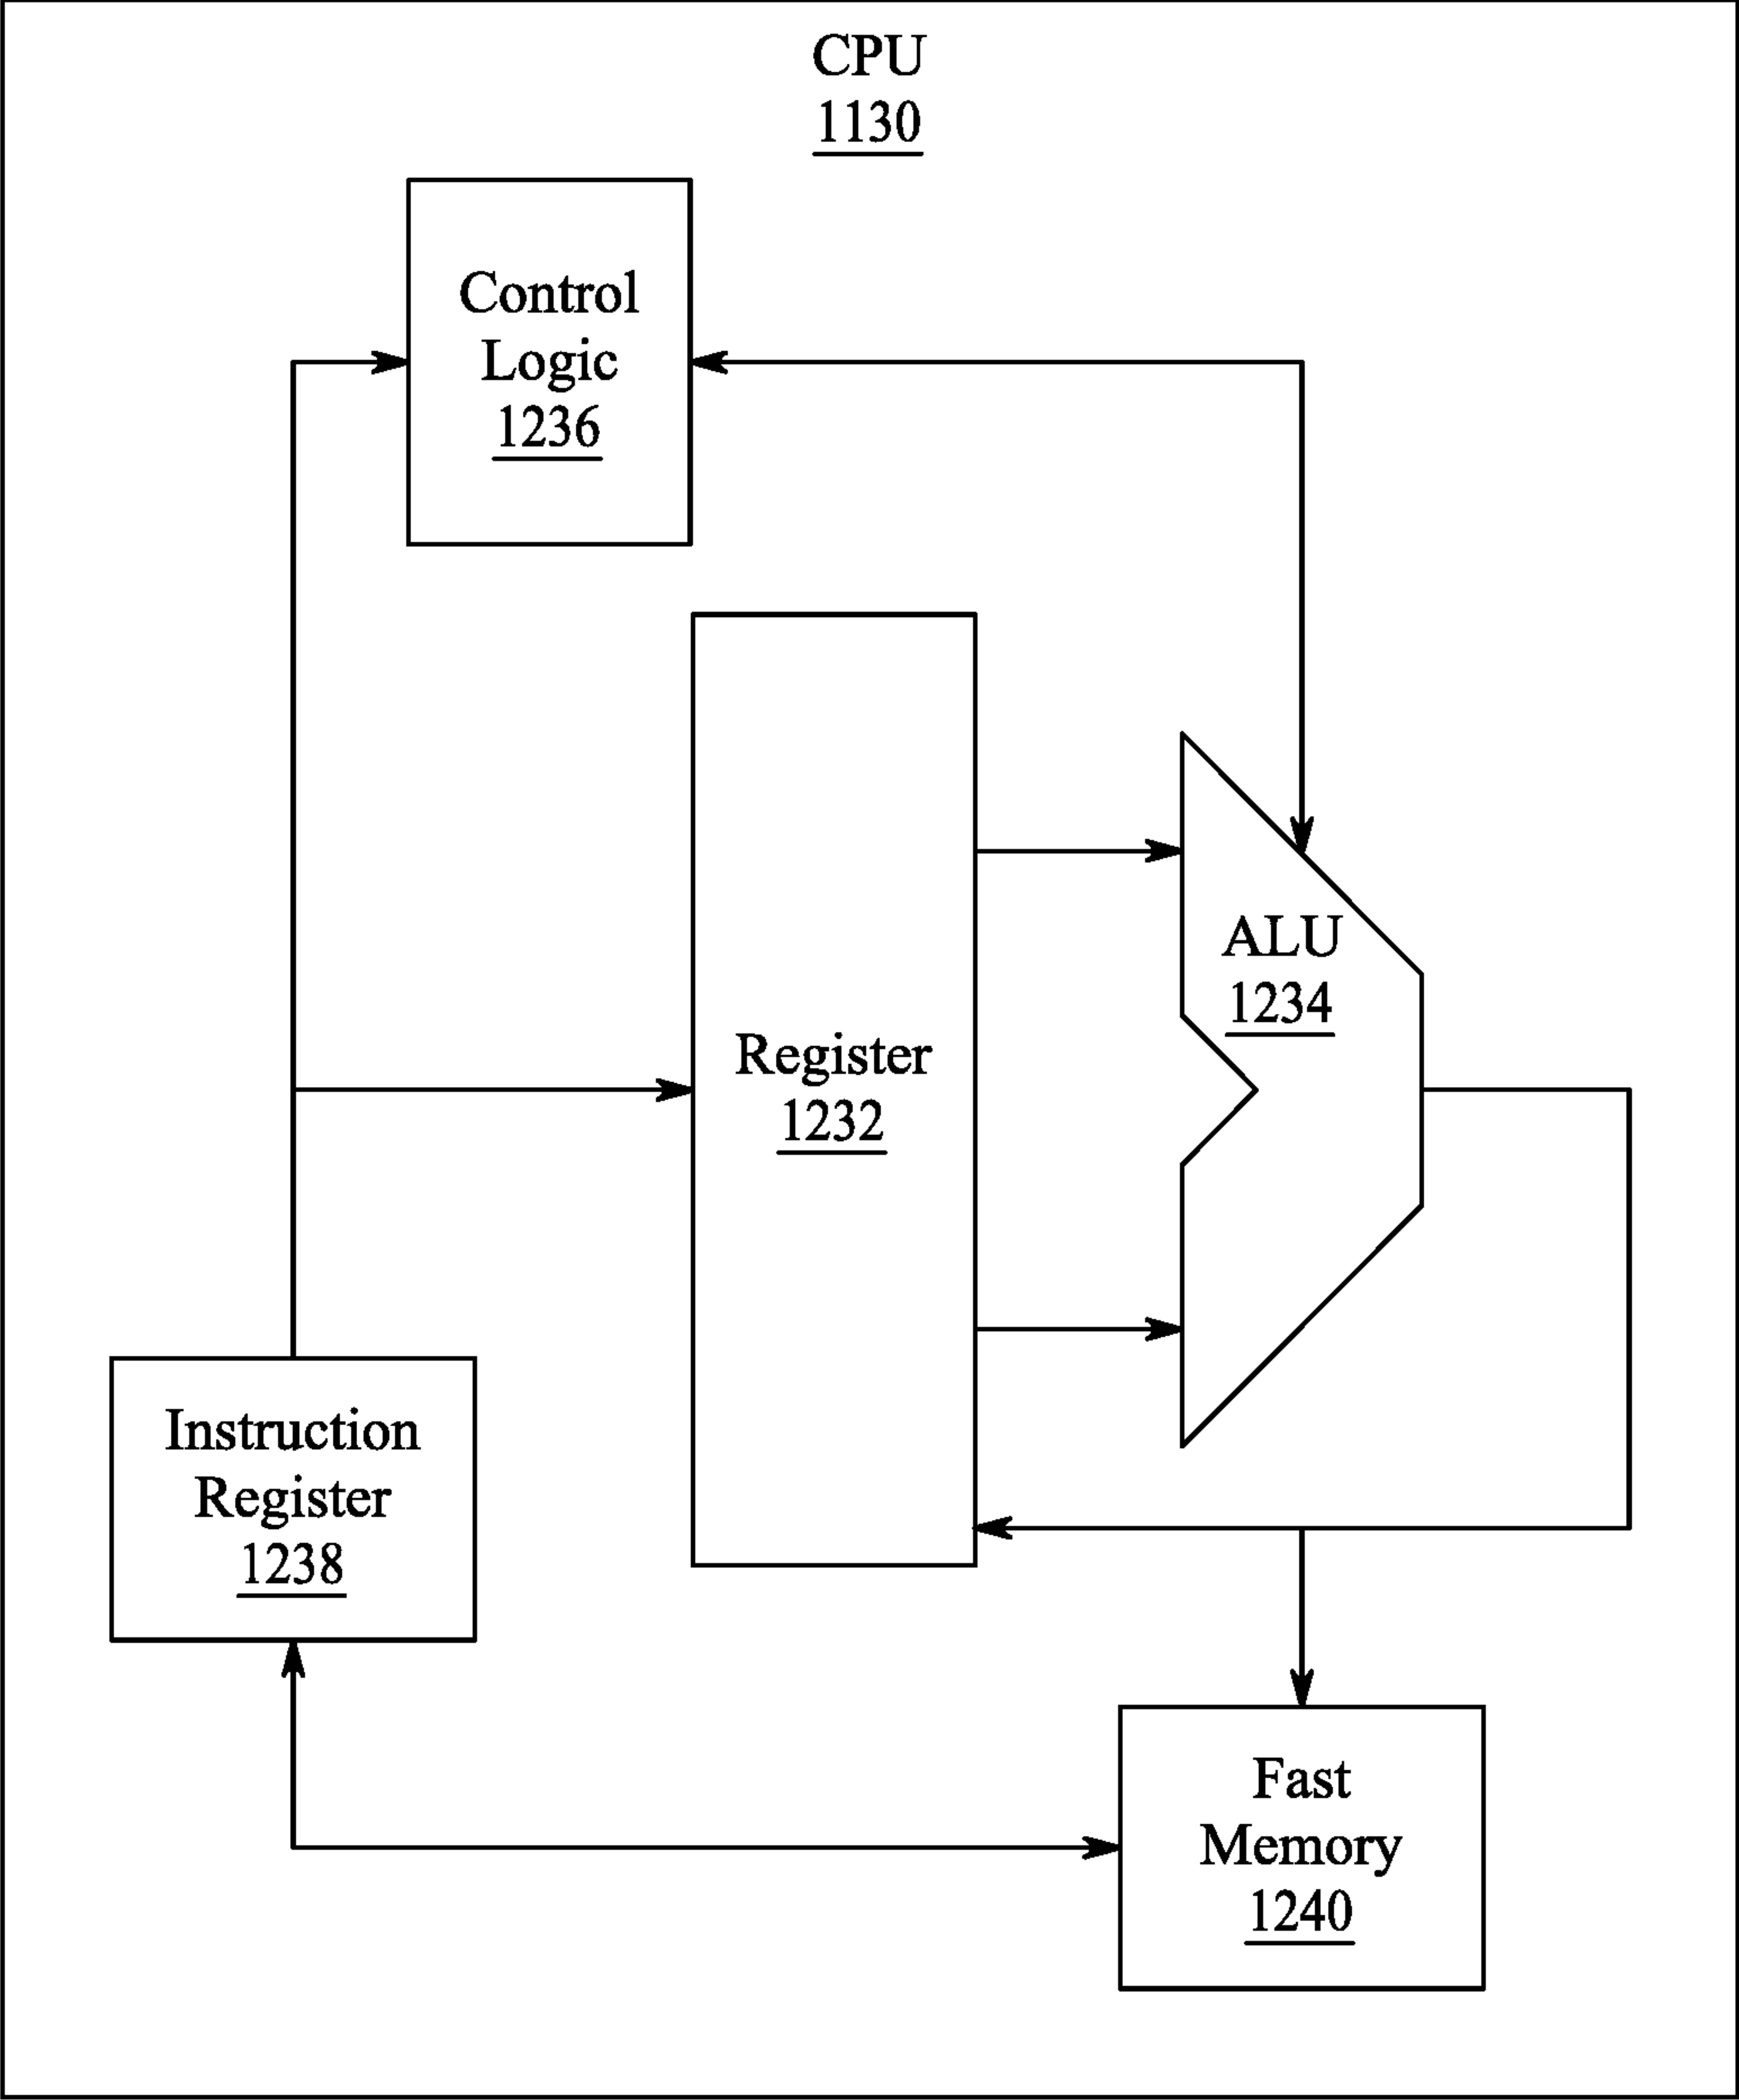 CPU
1130
Control
Logic
1236
ALU
1234
Register
1232
Instruction
Register
1238
Fast
Memory
1240